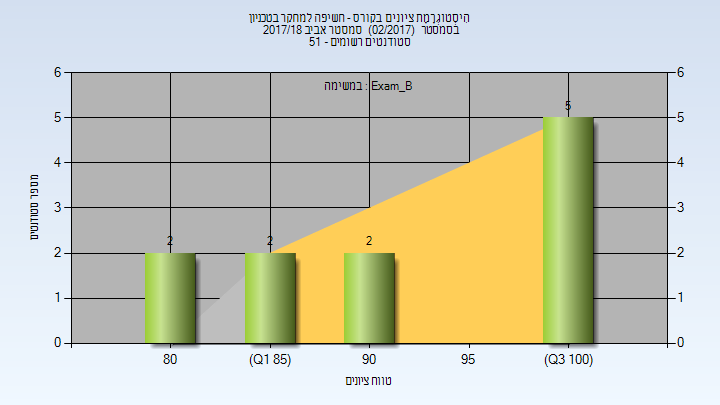 היסטוגרמת ציונים בקורס - חשיפה למחקר בטכניון
בסמסטר (02/2017) סמסטר אביב 2017/18
סטודנטים רשומים - 51
במשימה : Exam_B
מספר סטודנטים
6 6
5 5
4 4
3 3
2 2
1 1
0 0
2 2 2 5
80 (Q1 85) 90 95 (Q3 100)
טווח ציונים